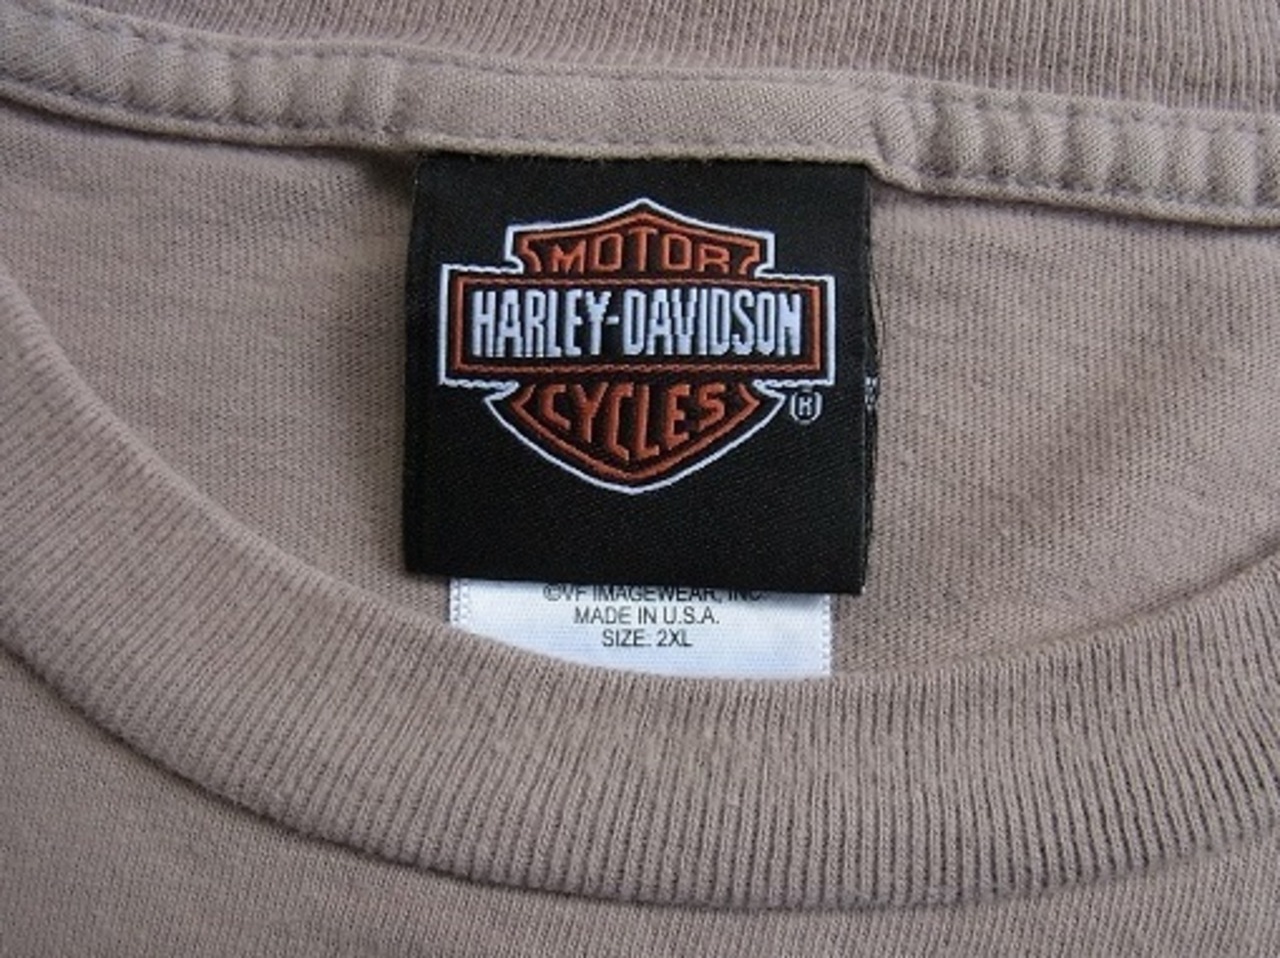 MOTOR
HARLEY-DAVIDSON
CYCLES
®
©VF IMAGEWEAR, INC
MADE IN U.S.A.
SIZE: 2XL